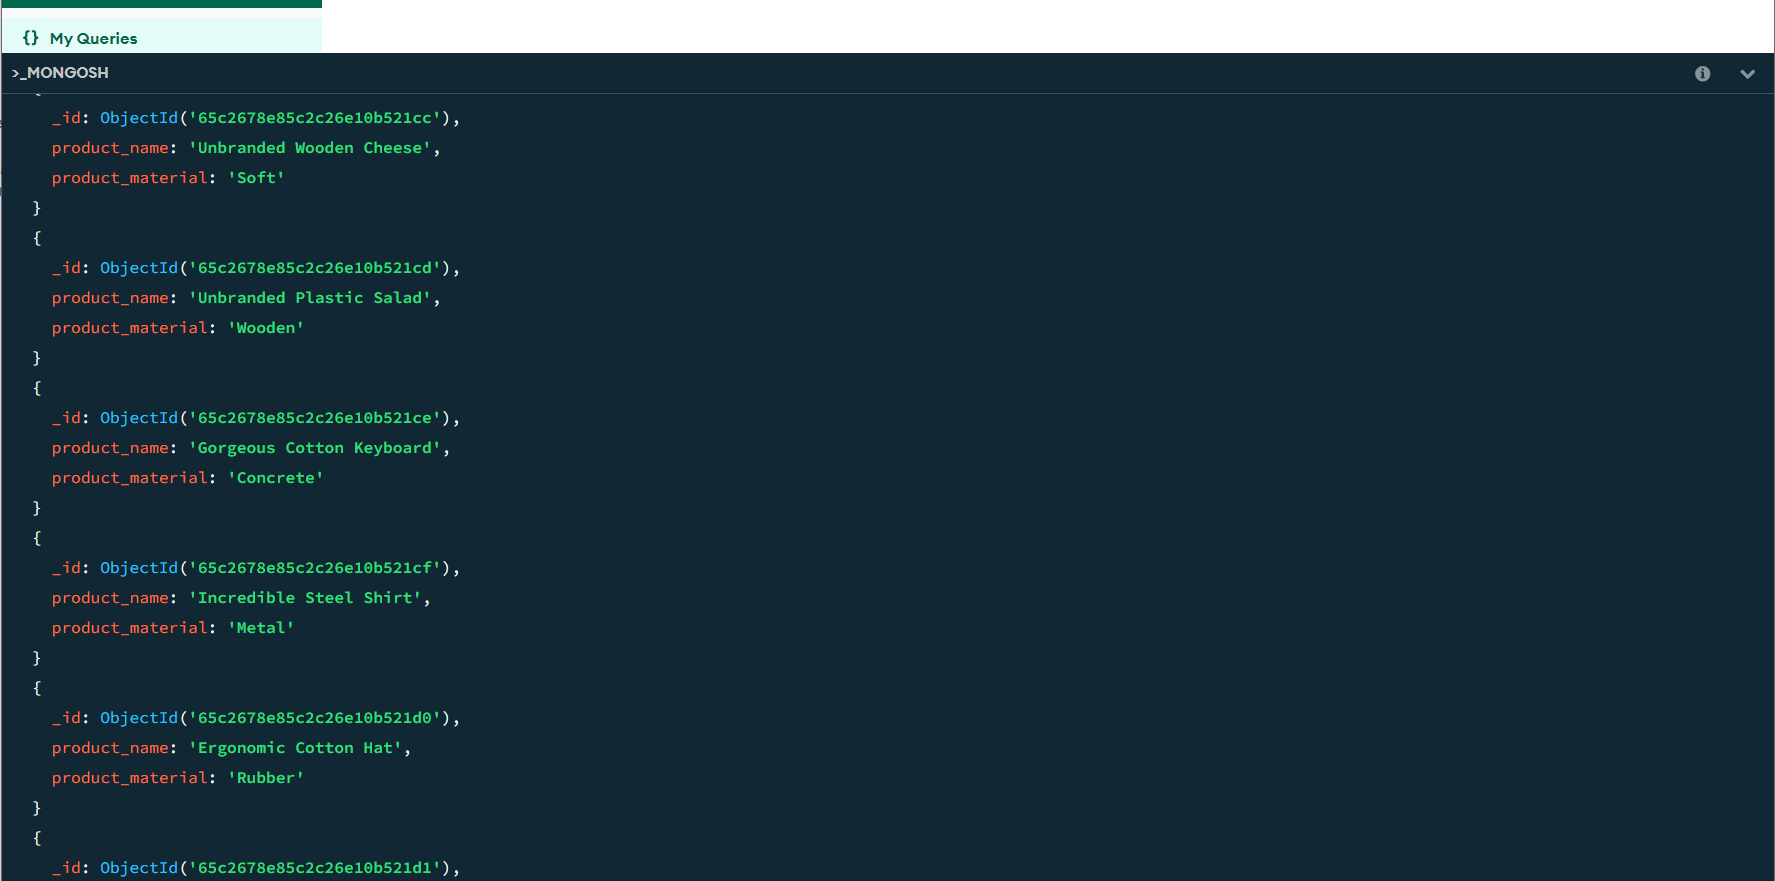 {} My Queries
>_MONGOSH
{
_id: ObjectId('65c2678e85c2c26e10b521cc'),
product_name: 'Unbranded Wooden Cheese',
product_material: 'Soft'
}
{
_id: ObjectId('65c2678e85c2c26e10b521cd'),
product_name: 'Unbranded Plastic Salad',
product_material: 'Wooden'
}
{
_id: ObjectId('65c2678e85c2c26e10b521ce'),
product_name: 'Gorgeous Cotton Keyboard',
product_material: 'Concrete'
}
{
_id: ObjectId('65c2678e85c2c26e10b521cf'),
product_name: 'Incredible Steel Shirt',
product_material: 'Metal'
}
{
_id: ObjectId('65c2678e85c2c26e10b521d0'),
product_name: 'Ergonomic Cotton Hat',
product_material: 'Rubber'
}
{
_id: ObjectId('65c2678e85c2c26e10b521d1'),